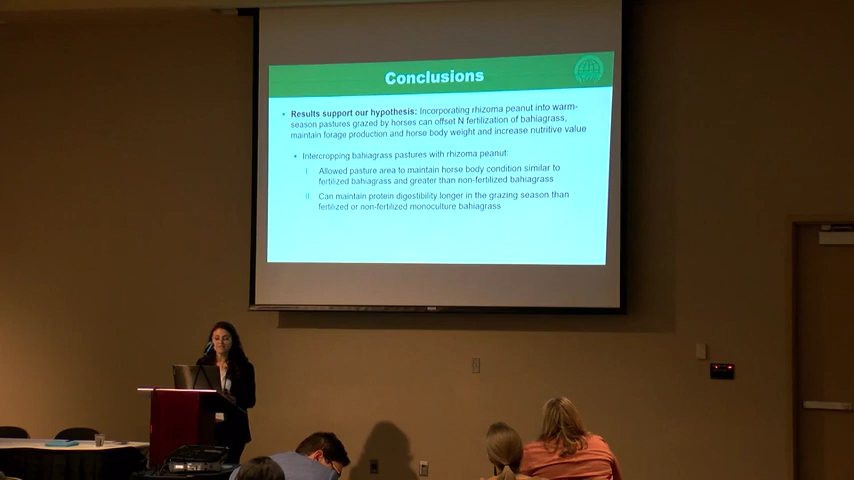 Conclusions
• Results support our hypothesis: Incorporating rhizoma peanut into warm-
season pastures grazed by horses can offset N fertilization of bahiagrass,
maintain forage production and horse body weight and increase nutritive value
• Intercropping bahiagrass pastures with rhizoma peanut:
I. Allowed pasture area to maintain horse body condition similar to
fertilized bahiagrass and greater than non-fertilized bahiagrass
II. Can maintain protein digestibility longer in the grazing season than
fertilized or non-fertilized monoculture bahiagrass